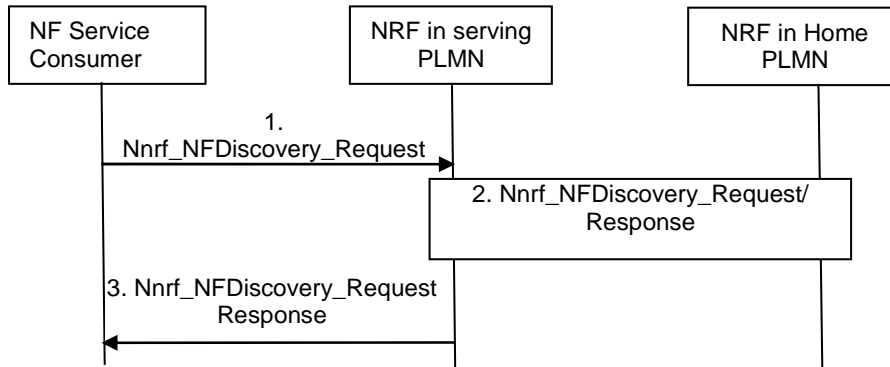 NF Service
Consumer
NRF in serving
PLMN
NRF in Home
PLMN
1.
Nnrf_NFDiscovery_Request
2. Nnrf_NFDiscovery_Request/
Response
3. Nnrf_NFDiscovery_Request
Response